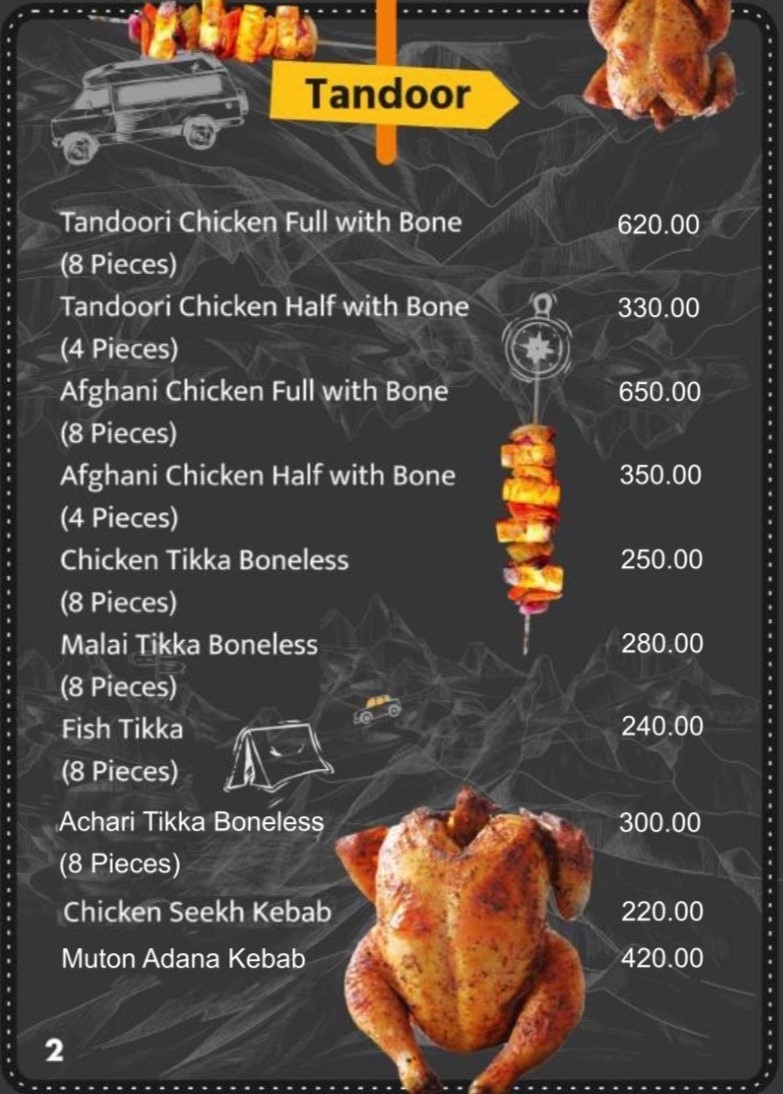 Tandoor
Tandoori Chicken Full with Bone 620.00
(8 Pieces)
Tandoori Chicken Half with Bone 330.00
(4 Pieces)
Afghani Chicken Full with Bone 650.00
(8 Pieces)
Afghani Chicken Half with Bone 350.00
(4 Pieces)
Chicken Tikka Boneless 250.00
(8 Pieces)
Malai Tikka Boneless 280.00
(8 Pieces)
Fish Tikka 240.00
(8 Pieces)
Achari Tikka Boneless 300.00
(8 Pieces)
Chicken Seekh Kebab 220.00
Muton Adana Kebab 420.00
2